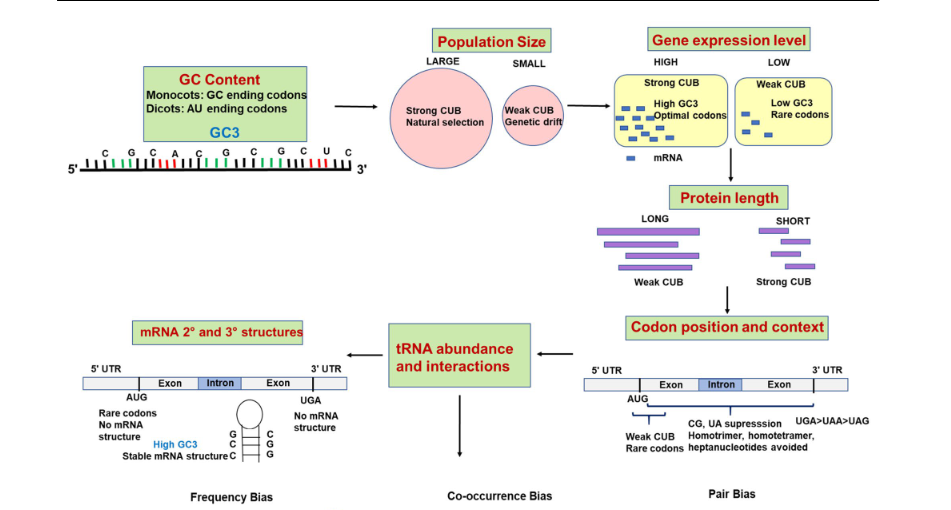 GC Content
Monocots: GC ending codons
Dicots: AU ending codons
GC3
C G C A C G C G C U C
5' 3'
Population Size
LARGE SMALL
Strong CUB
Natural selection
Weak CUB
Genetic drift
Gene expression level
HIGH LOW
Strong CUB
High GC3
Optimal codons
Weak CUB
Low GC3
Rare codons
mRNA
Protein length
LONG SHORT
Weak CUB Strong CUB
Codon position and context
5' UTR 3' UTR
Exon Intron Exon
AUG
UGA>UAA>UAG
Weak CUB
Rare codons
CG, UA supresssion
Homotrimer, homotetramer,
heptanucleotides avoided
tRNA abundance
and interactions
mRNA 2° and 3° structures
5' UTR 3' UTR
Exon Intron Exon
AUG UGA
Rare codons
No mRNA
structure
No mRNA
structure
High GC3
Stable mRNA structure
G C
C G
C G
Frequency Bias
Co-occurrence Bias
Pair Bias